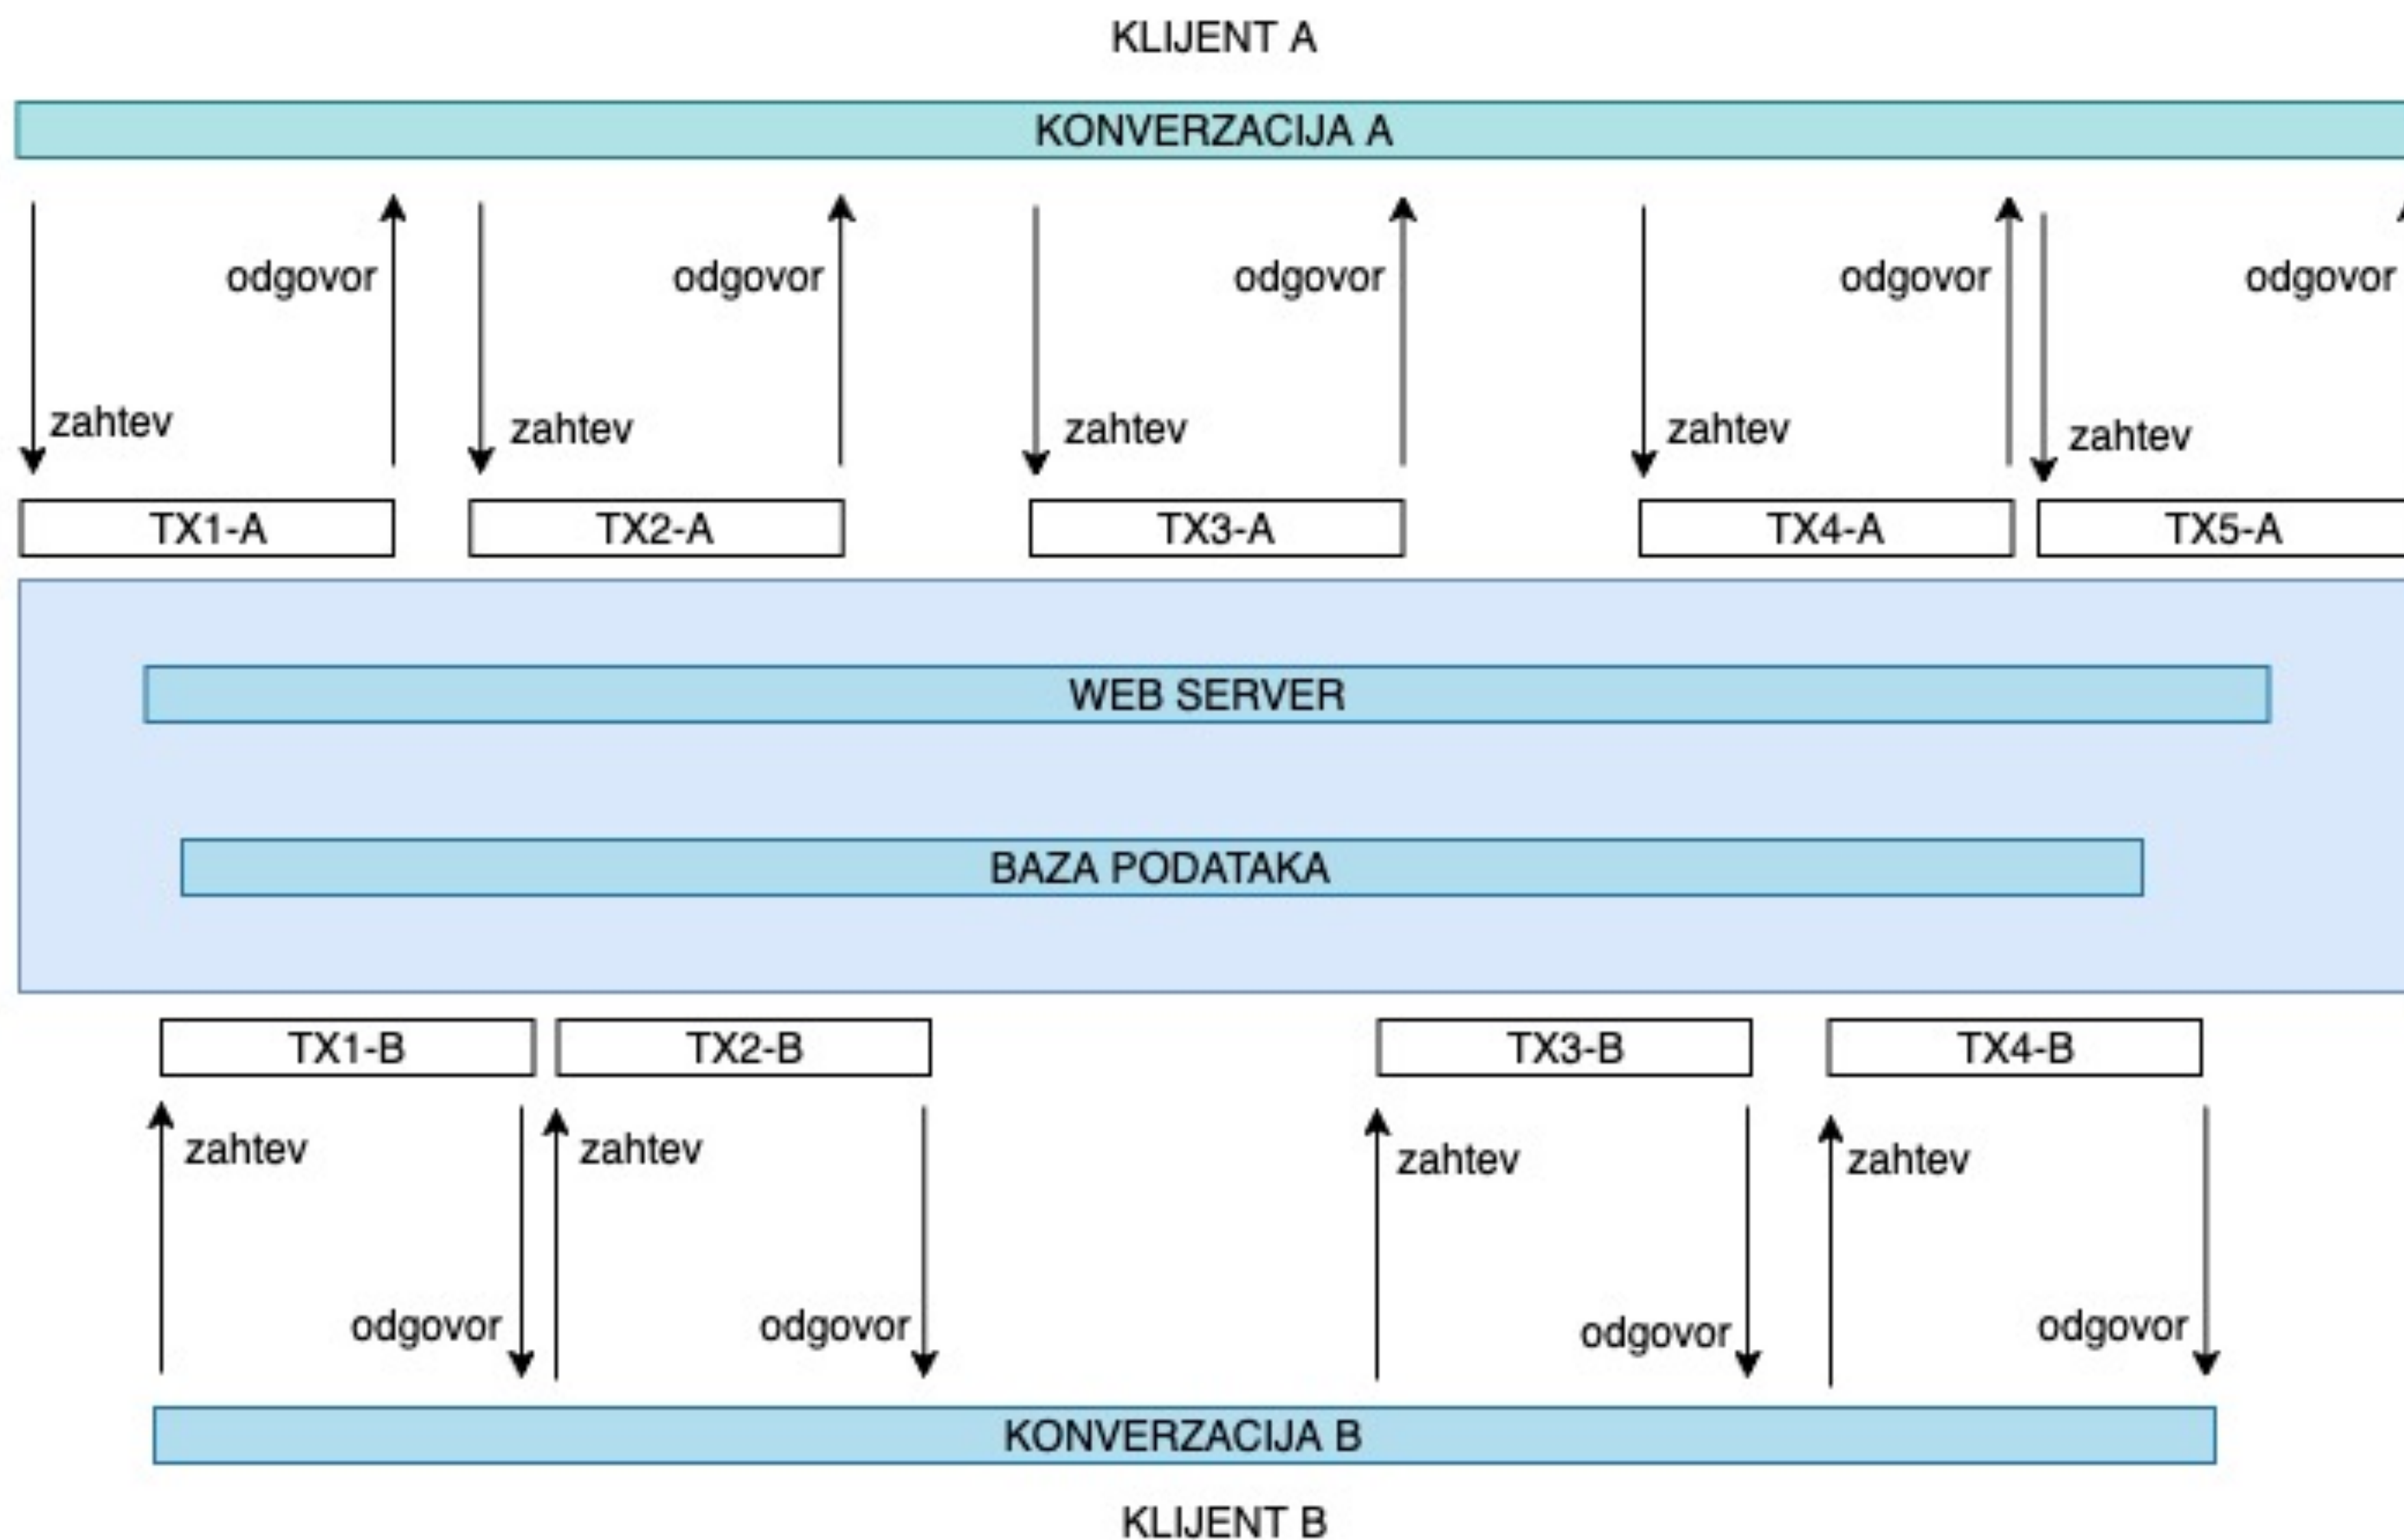 KLIJENT A
KONVERZACIJA A
odgovor
odgovor
odgovor
odgovor
odgovor
zahtev
zahtev
zahtev
zahtev
zahtev
TX1-A
TX2-A
TX3-A
TX4-A
TX5-A
WEB SERVER
BAZA PODATAKA
TX1-B
TX2-B
TX3-B
TX4-B
zahtev
zahtev
zahtev
zahtev
odgovor
odgovor
odgovor
odgovor
KONVERZACIJA B
KLIJENT B